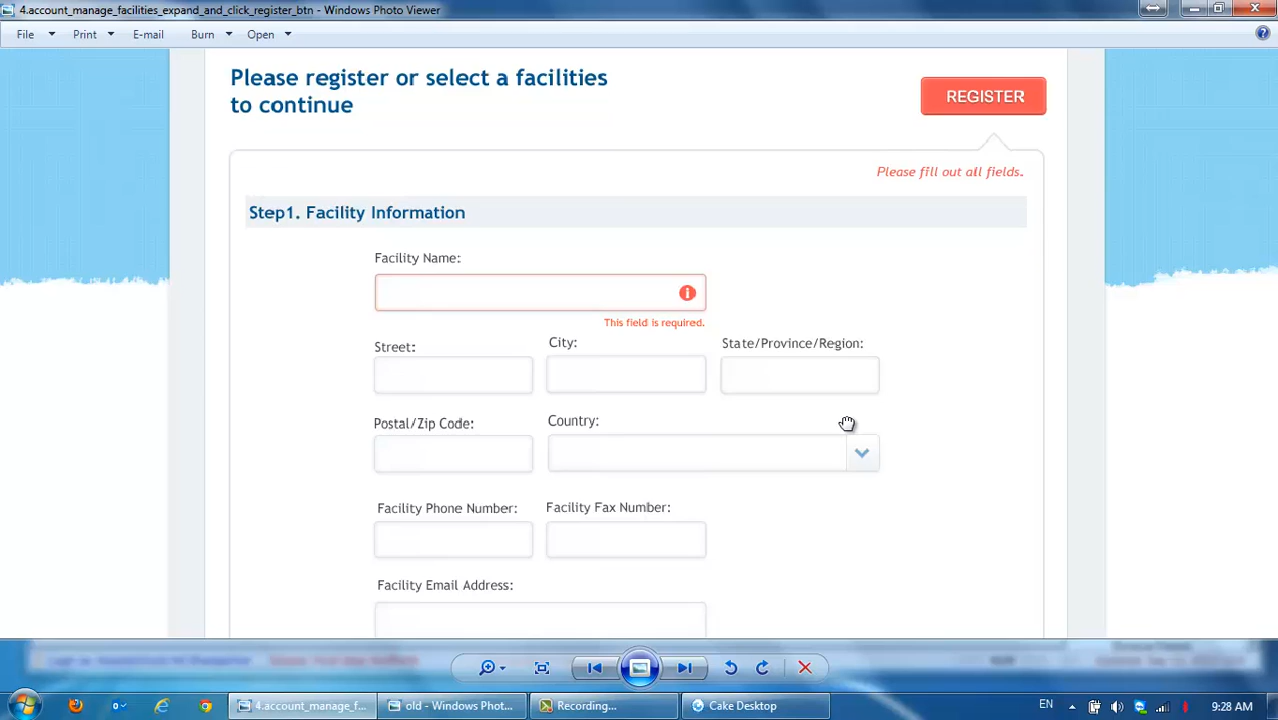 4.account_manage_facilities_expand_and_click_register_btn - Windows Photo Viewer
File Print E-mail Burn Open
Please register or select a facilities
to continue
REGISTER
Please fill out all fields.
Step1. Facility Information
Facility Name:
This field is required.
Street: City: State/Province/Region:
Postal/Zip Code: Country:
Facility Phone Number: Facility Fax Number:
Facility Email Address:
4.account_manage_f... old - Windows Phot... Recording... Cake Desktop EN 9:28 AM